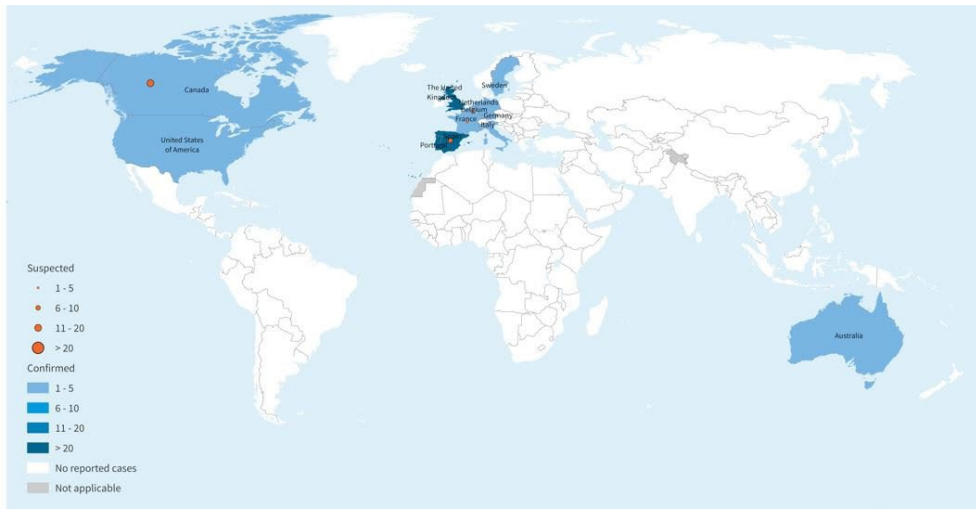 Canada
United States
of America
The United
Kingdom
Sweden
Netherlands
Belgium
France
Germany
Italy
Portugal
Australia
Suspected
1 - 5
6 - 10
11 - 20
> 20
Confirmed
1 - 5
6 - 10
11 - 20
> 20
No reported cases
Not applicable